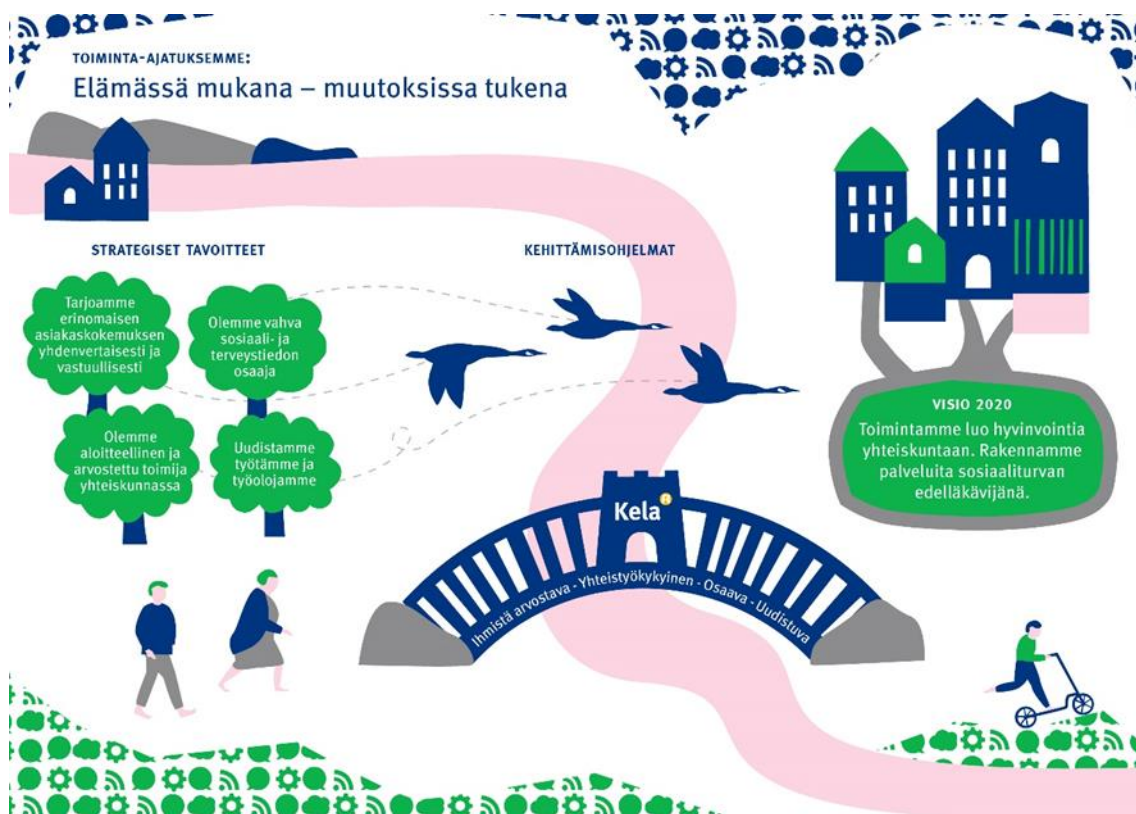 TOIMINTA-AJATUKSEMME:
Elämässä mukana – muutoksissa tukena
STRATEGISET TAVOITTEET
Tarjoamme
erinomaisen
asiakaskokemuksen
yhdenvertaisesti ja
vastuullisesti
Olemme vahva
sosiaali- ja
terveystiedon
osaaja
Olemme
aloitteellinen ja
arvostettu toimija
yhteiskunnassa
Uudistamme
työtämme ja
työolojamme
KEHITTÄMISOHJELMAT
Kela
Ihmistä arvostava - Yhteistyökykyinen - Osaava - Uudistuva
VISIO 2020
Toimintamme luo hyvinvointia
yhteiskuntaan. Rakennamme
palveluita sosiaaliturvan
edelläkävijänä.